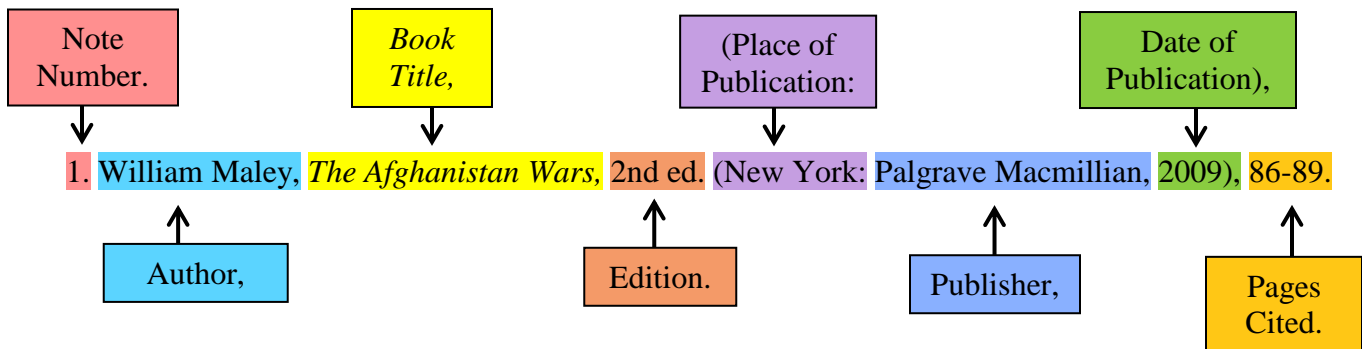 Note
Number.
Book
Title,
(Place of
Publication:
Date of
Publication),
1. William Maley, The Afghanistan Wars, 2nd ed. (New York: Palgrave Macmillian, 2009), 86-89.
Author,
Edition.
Publisher,
Pages
Cited.